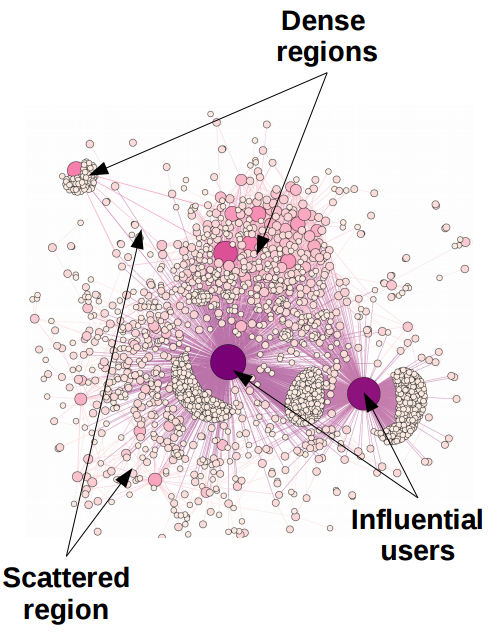 Dense
regions
Influential
users
Scattered
region